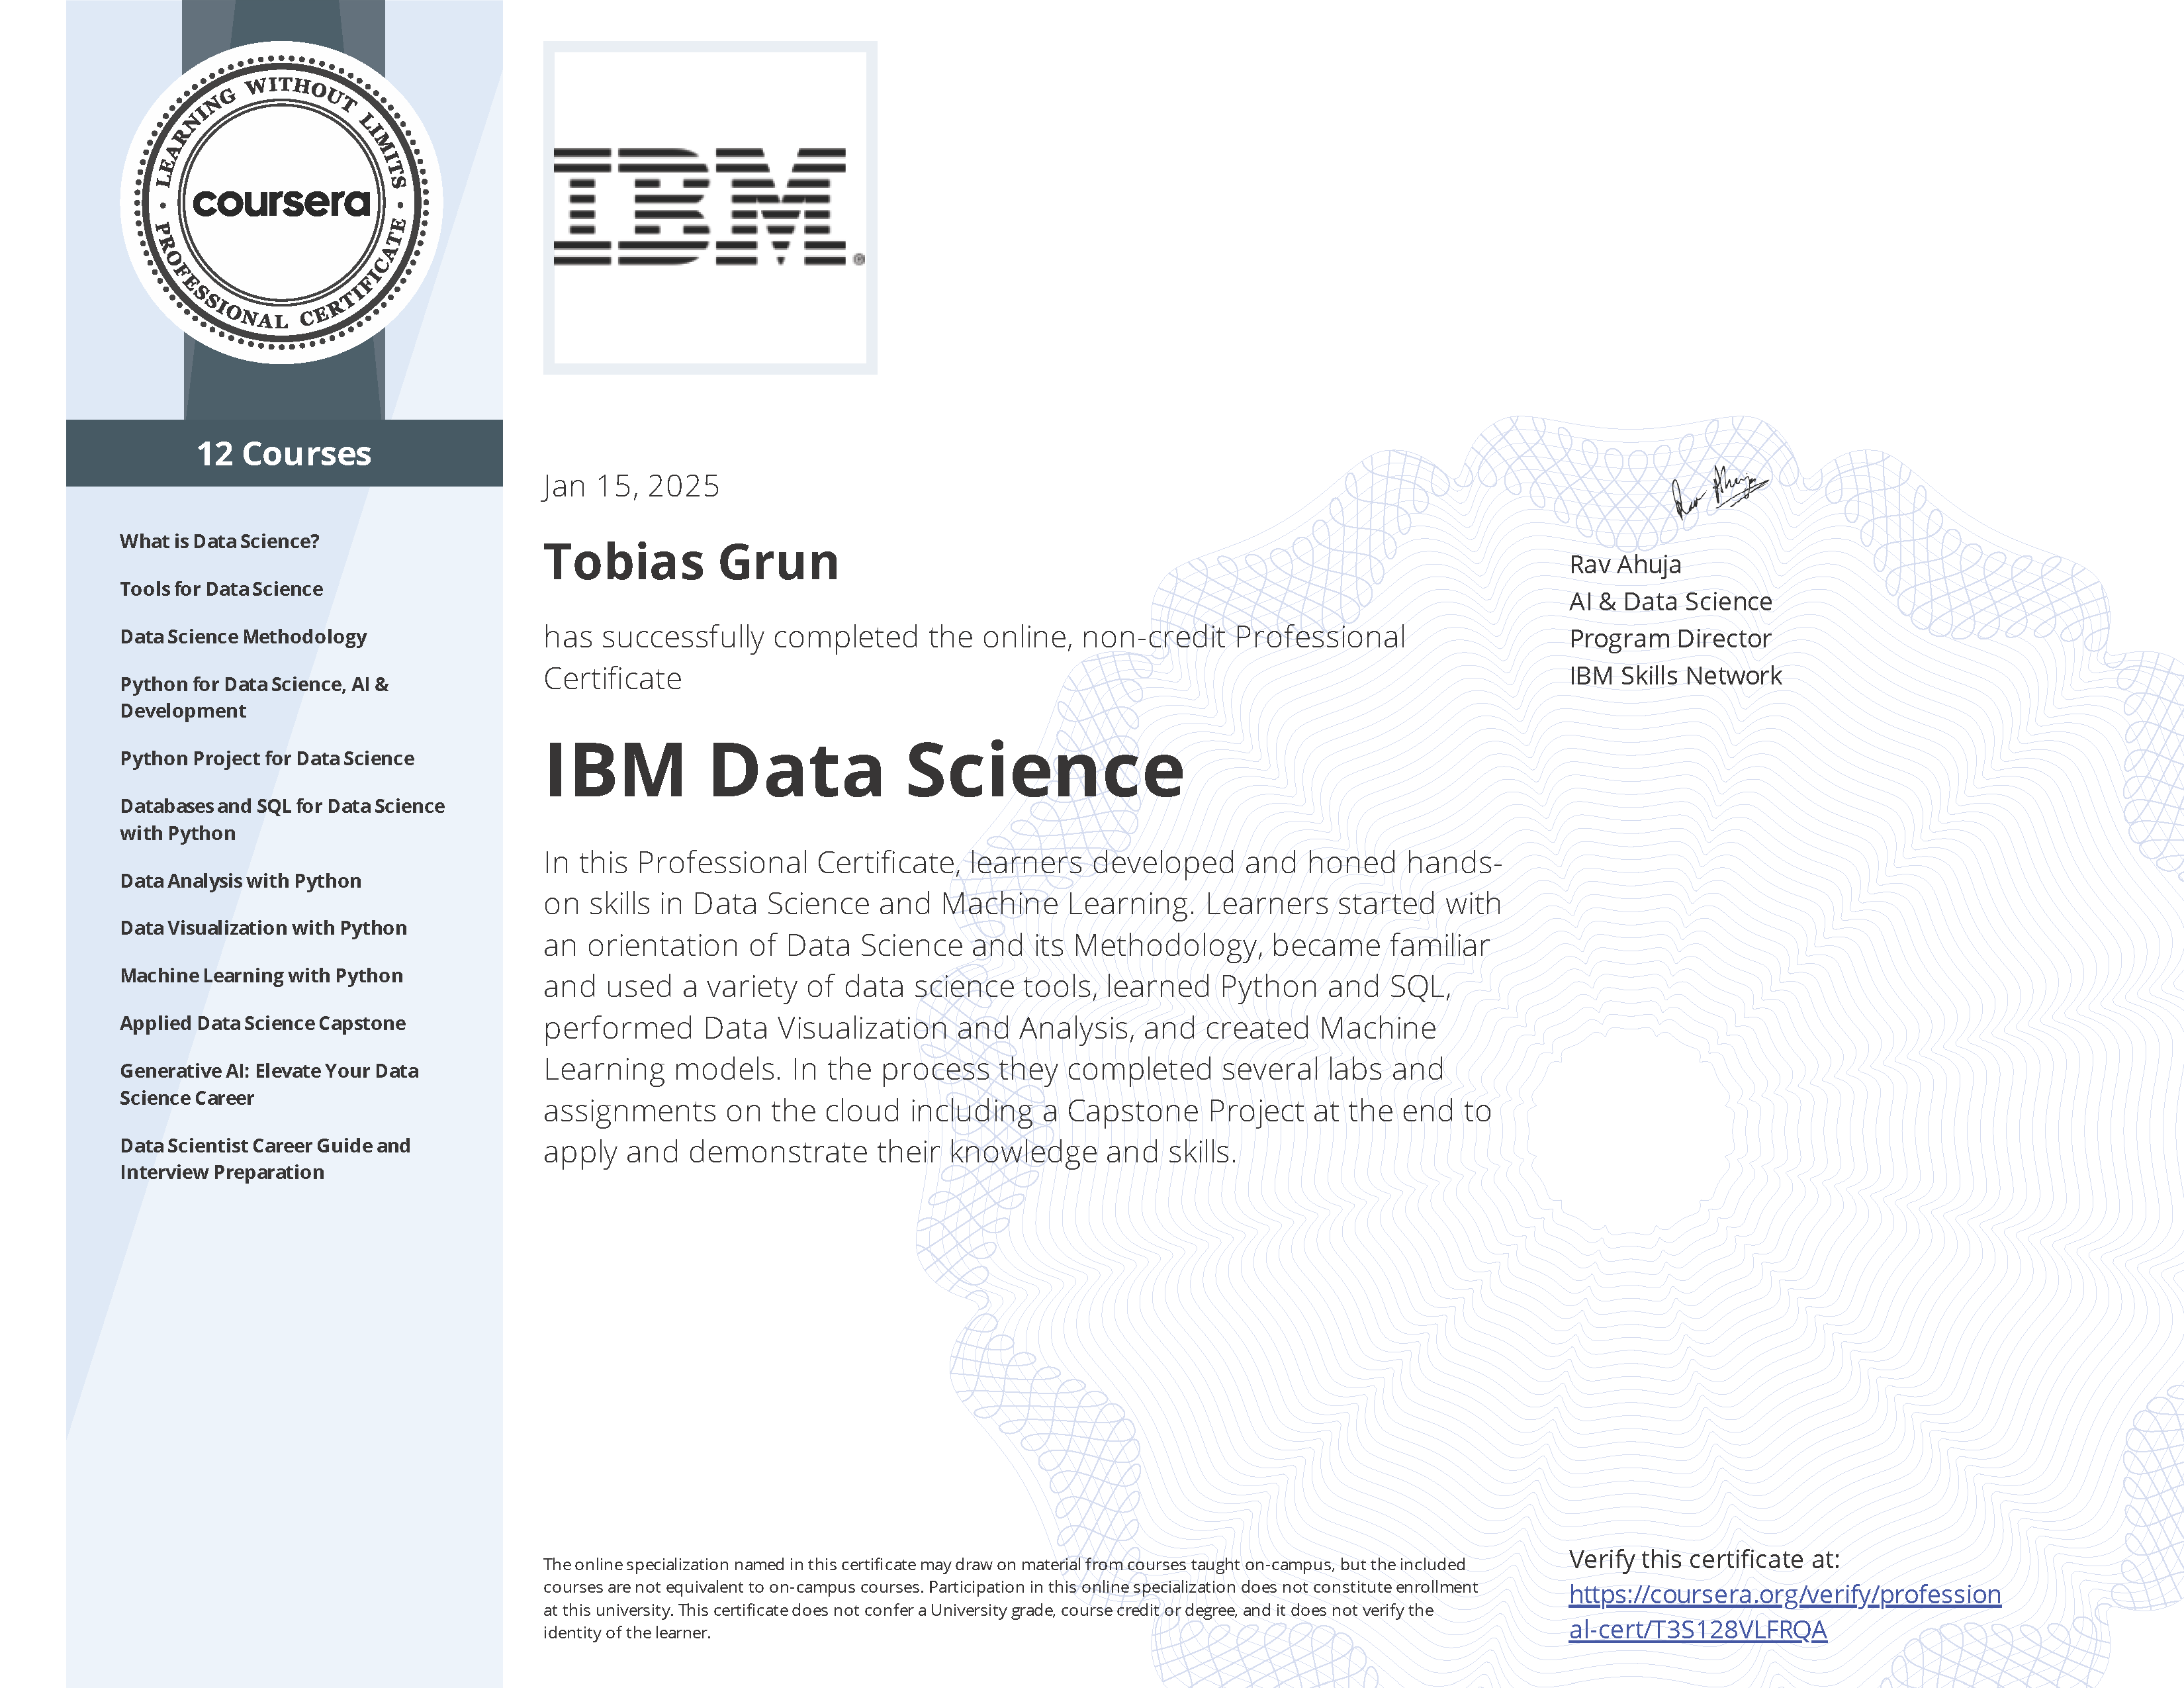 LEARNING WITHOUT LIMITS
coursera
PROFESSIONAL CERTIFICATE
12 Courses
What is Data Science?
Tools for Data Science
Data Science Methodology
Python for Data Science, AI &
Development
Python Project for Data Science
Databases and SQL for Data Science
with Python
Data Analysis with Python
Data Visualization with Python
Machine Learning with Python
Applied Data Science Capstone
Generative AI: Elevate Your Data
Science Career
Data Scientist Career Guide and
Interview Preparation
IBM®
Jan 15, 2025
Tobias Grun
has successfully completed the online, non-credit Professional
Certificate
IBM Data Science
In this Professional Certificate, learners developed and honed hands-
on skills in Data Science and Machine Learning. Learners started with
an orientation of Data Science and its Methodology, became familiar
and used a variety of data science tools, learned Python and SQL,
performed Data Visualization and Analysis, and created Machine
Learning models. In the process they completed several labs and
assignments on the cloud including a Capstone Project at the end to
apply and demonstrate their knowledge and skills.
Rav Ahuja
Rav Ahuja
AI & Data Science
Program Director
IBM Skills Network
The online specialization named in this certificate may draw on material from courses taught on-campus, but the included
courses are not equivalent to on-campus courses. Participation in this online specialization does not constitute enrollment
at this university. This certificate does not confer a University grade, course credit or degree, and it does not verify the
identity of the learner.
Verify this certificate at:
https://coursera.org/verify/profession
al-cert/T3S128VLFRQA